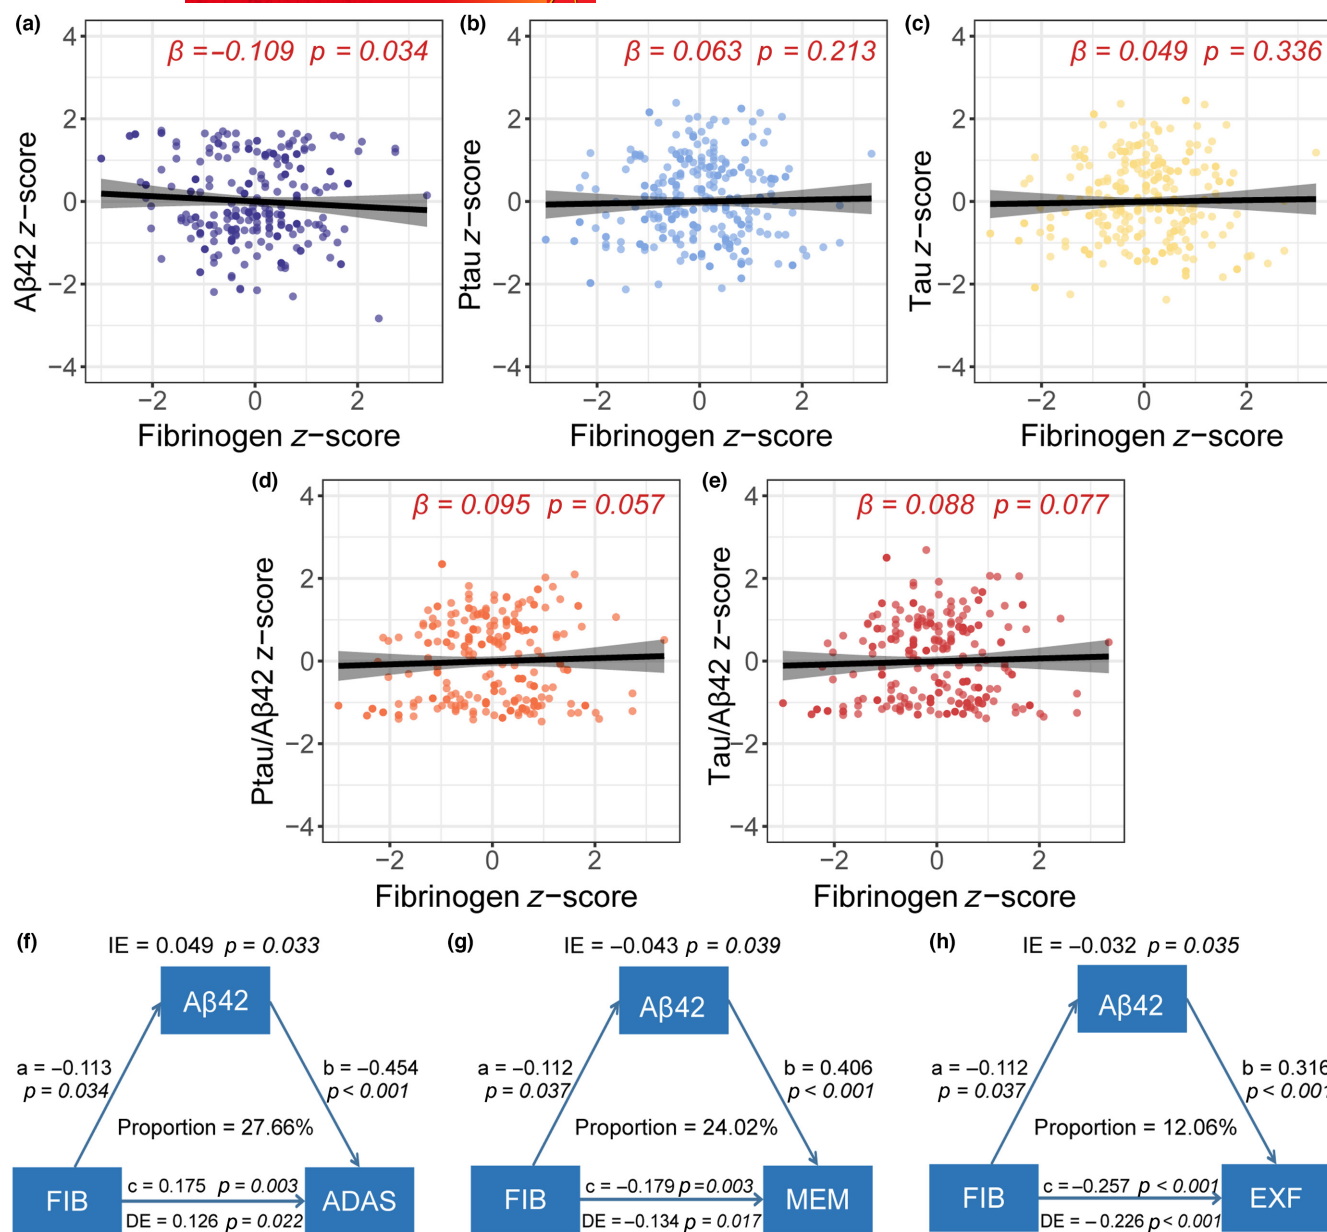 (a)
β =−0.109 p = 0.034
4
2
0
−2
−4
Aβ42 z−score
−2 0 2
Fibrinogen z−score
(b)
β = 0.063 p = 0.213
4
2
0
−2
−4
Ptau z−score
−2 0 2
Fibrinogen z−score
(c)
β = 0.049 p = 0.336
4
2
0
−2
−4
Tau z−score
−2 0 2
Fibrinogen z−score
(d)
β = 0.095 p = 0.057
4
2
0
−2
−4
Ptau/Aβ42 z−score
−2 0 2
Fibrinogen z−score
(e)
β = 0.088 p = 0.077
4
2
0
−2
−4
Tau/Aβ42 z−score
−2 0 2
Fibrinogen z−score
(f)
IE = 0.049 p = 0.033
Aβ42
a = −0.113
p = 0.034
b = −0.454
p < 0.001
Proportion = 27.66%
FIB
c = 0.175 p = 0.003
DE = 0.126 p = 0.022
ADAS
(g)
IE = −0.043 p = 0.039
Aβ42
a = −0.112
p = 0.037
b = 0.406
p < 0.001
Proportion = 24.02%
FIB
c = −0.179 p = 0.003
DE = −0.134 p = 0.017
MEM
(h)
IE = −0.032 p = 0.035
Aβ42
a = −0.112
p = 0.037
b = 0.316
p < 0.001
Proportion = 12.06%
FIB
c = −0.257 p < 0.001
DE = − 0.226 p < 0.001
EXF